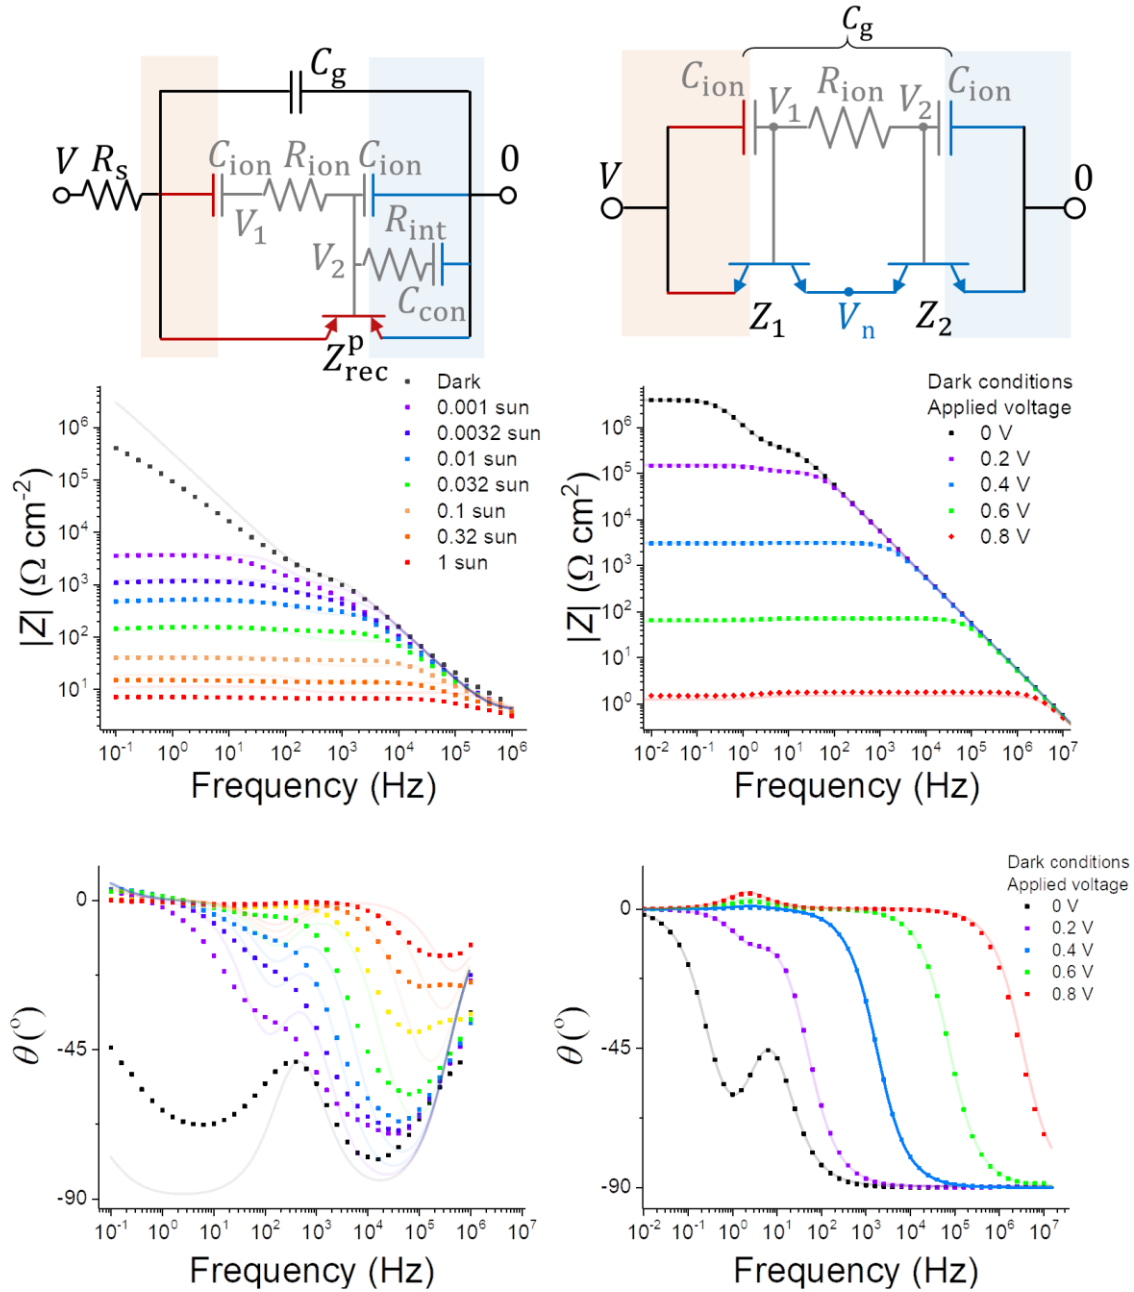 C_g
V R_s C_ion R_ion C_ion 0
V_1 R_int
V_2
C_con
Z_rec^p
C_g
C_ion V_1 R_ion V_2 C_ion
V 0
Z_1 V_n Z_2
|Z| (Ω cm^-2)
10^6
10^5
10^4
10^3
10^2
10^1
Dark
0.001 sun
0.0032 sun
0.01 sun
0.032 sun
0.1 sun
0.32 sun
1 sun
10^-1 10^0 10^1 10^2 10^3 10^4 10^5 10^6
Frequency (Hz)
|Z| (Ω cm^2)
10^6
10^5
10^4
10^3
10^2
10^1
10^0
Dark conditions
Applied voltage
0 V
0.2 V
0.4 V
0.6 V
0.8 V
10^-2 10^-1 10^0 10^1 10^2 10^3 10^4 10^5 10^6 10^7
Frequency (Hz)
θ (°)
0
-45
-90
10^-1 10^0 10^1 10^2 10^3 10^4 10^5 10^6 10^7
Frequency (Hz)
θ (°)
0
-45
-90
Dark conditions
Applied voltage
0 V
0.2 V
0.4 V
0.6 V
0.8 V
10^-2 10^-1 10^0 10^1 10^2 10^3 10^4 10^5 10^6 10^7
Frequency (Hz)